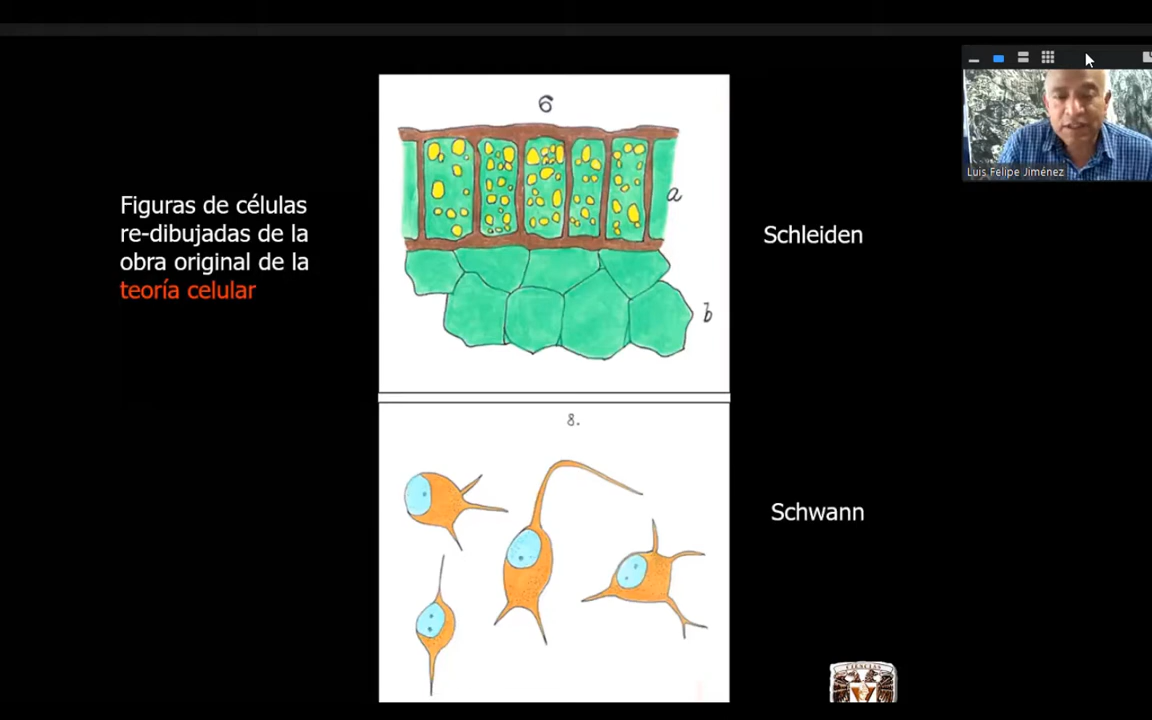 Figuras de células
re-dibujadas de la
obra original de la
teoría celular
6
a
b
Schleiden
8.
Schwann
Luis Felipe Jiménez
CIENCIAS